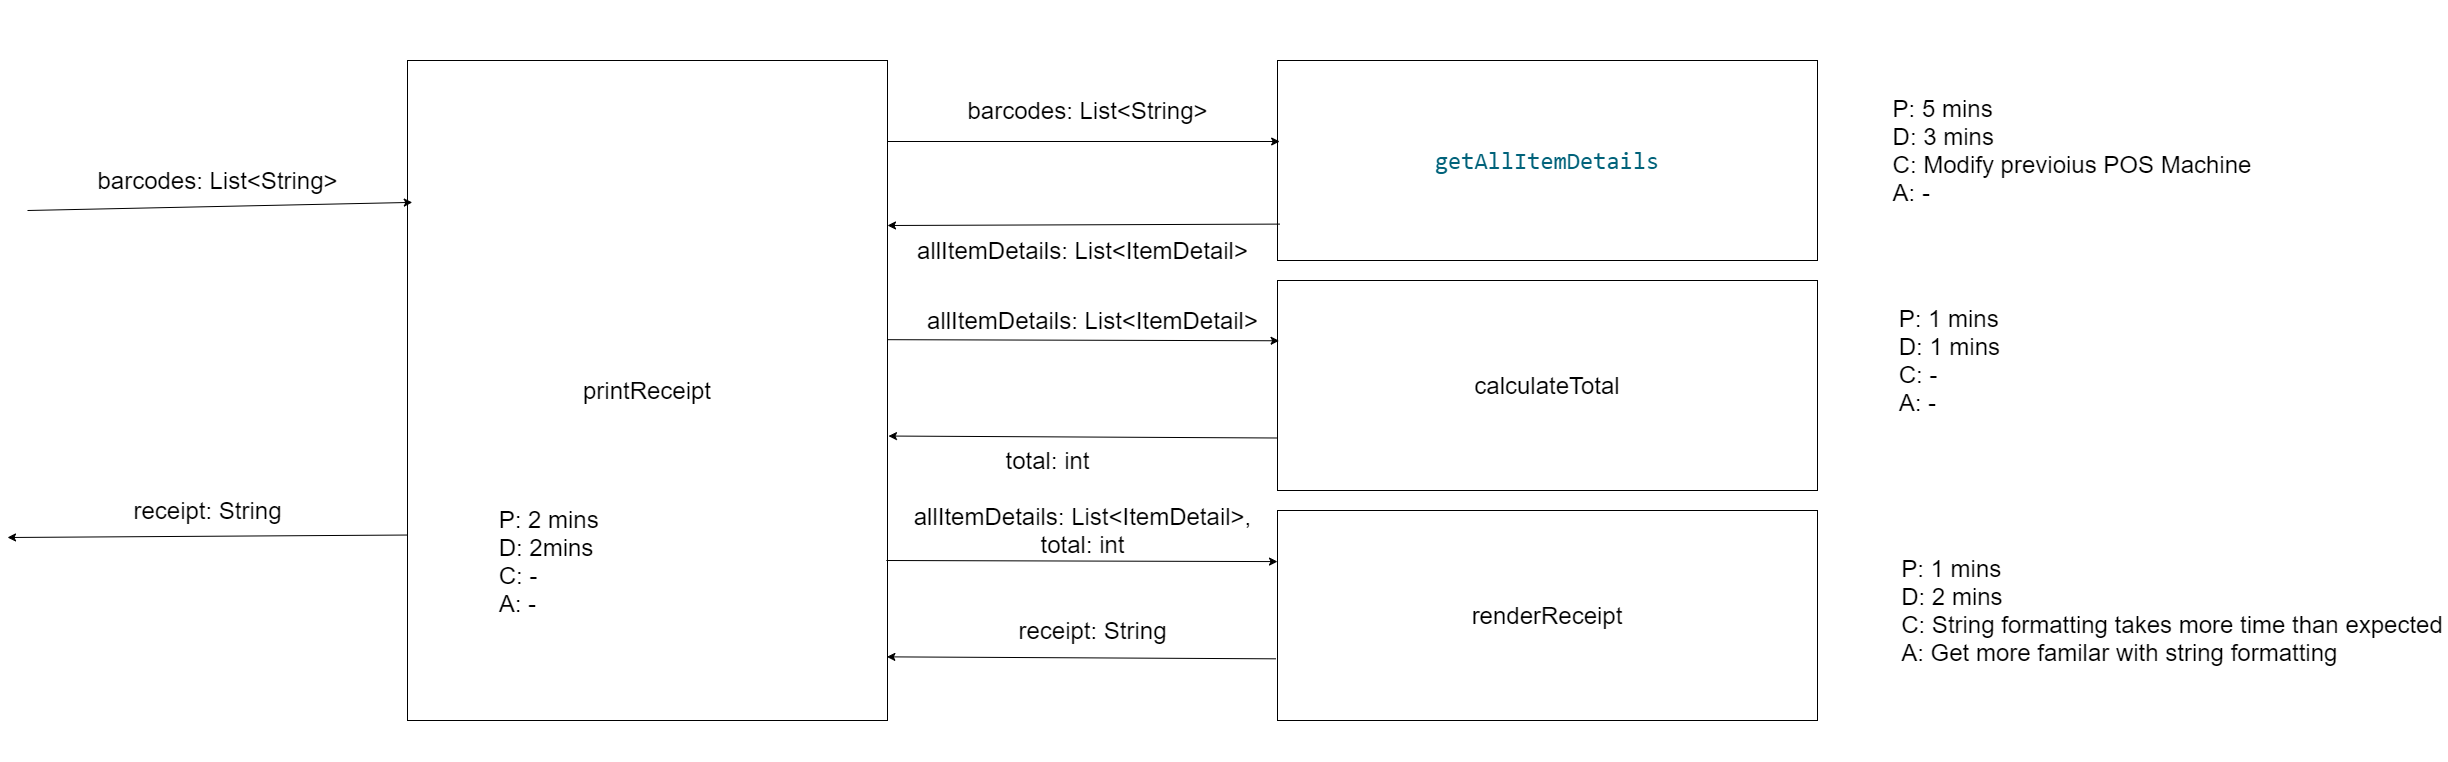 barcodes: List<String>
receipt: String
printReceipt
P: 2 mins
D: 2mins
C: -
A: -
barcodes: List<String>
allItemDetails: List<ItemDetail>
allItemDetails: List<ItemDetail>
total: int
allItemDetails: List<ItemDetail>,
total: int
receipt: String
getAllItemDetails
P: 5 mins
D: 3 mins
C: Modify previoius POS Machine
A: -
calculateTotal
P: 1 mins
D: 1 mins
C: -
A: -
renderReceipt
P: 1 mins
D: 2 mins
C: String formatting takes more time than expected
A: Get more familar with string formatting